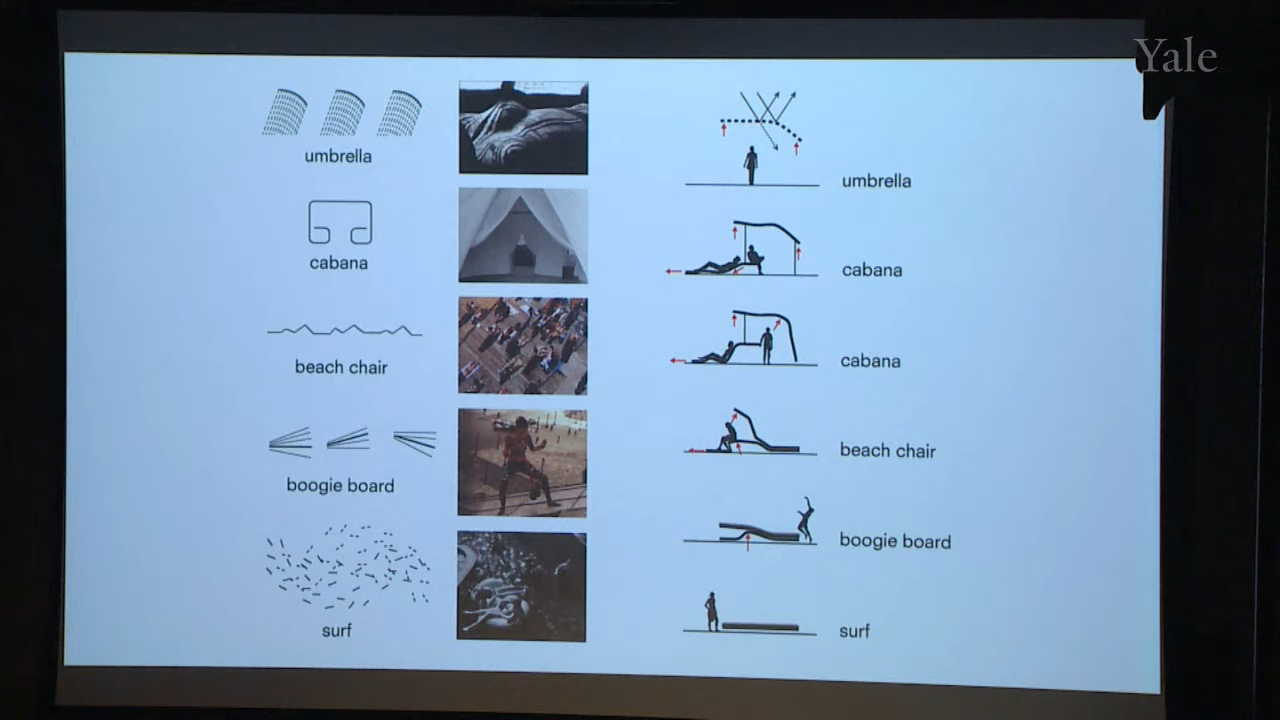 Yale
umbrella
cabana
beach chair
boogie board
surf
umbrella
cabana
cabana
beach chair
boogie board
surf